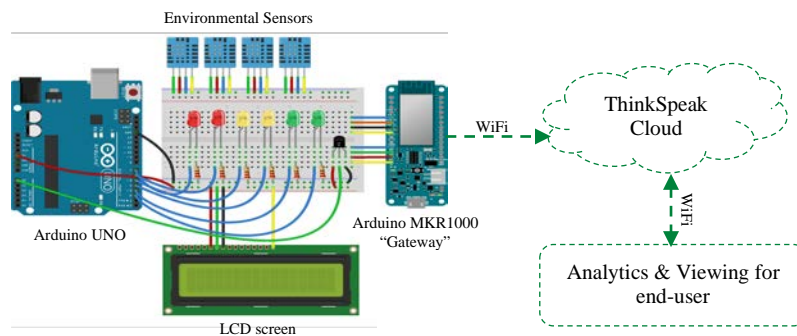 Environmental Sensors
ThinkSpeak
Cloud
WiFi
WiFi
Arduino UNO
Arduino MKR1000
“Gateway”
Analytics & Viewing for
end-user
LCD screen